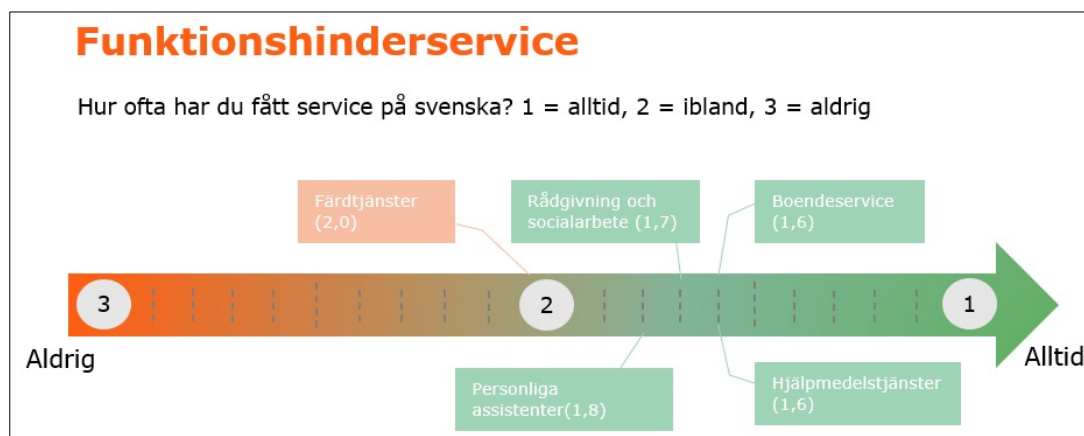 Funktionshinderservice
Hur ofta har du fått service på svenska? 1 = alltid, 2 = ibland, 3 = aldrig
Färdtjänster
(2,0)
Rådgivning och
socialarbete (1,7)
Boendeservice
(1,6)
3
2
1
Aldrig
Alltid
Personliga
assistenter(1,8)
Hjälpmedelstjänster
(1,6)